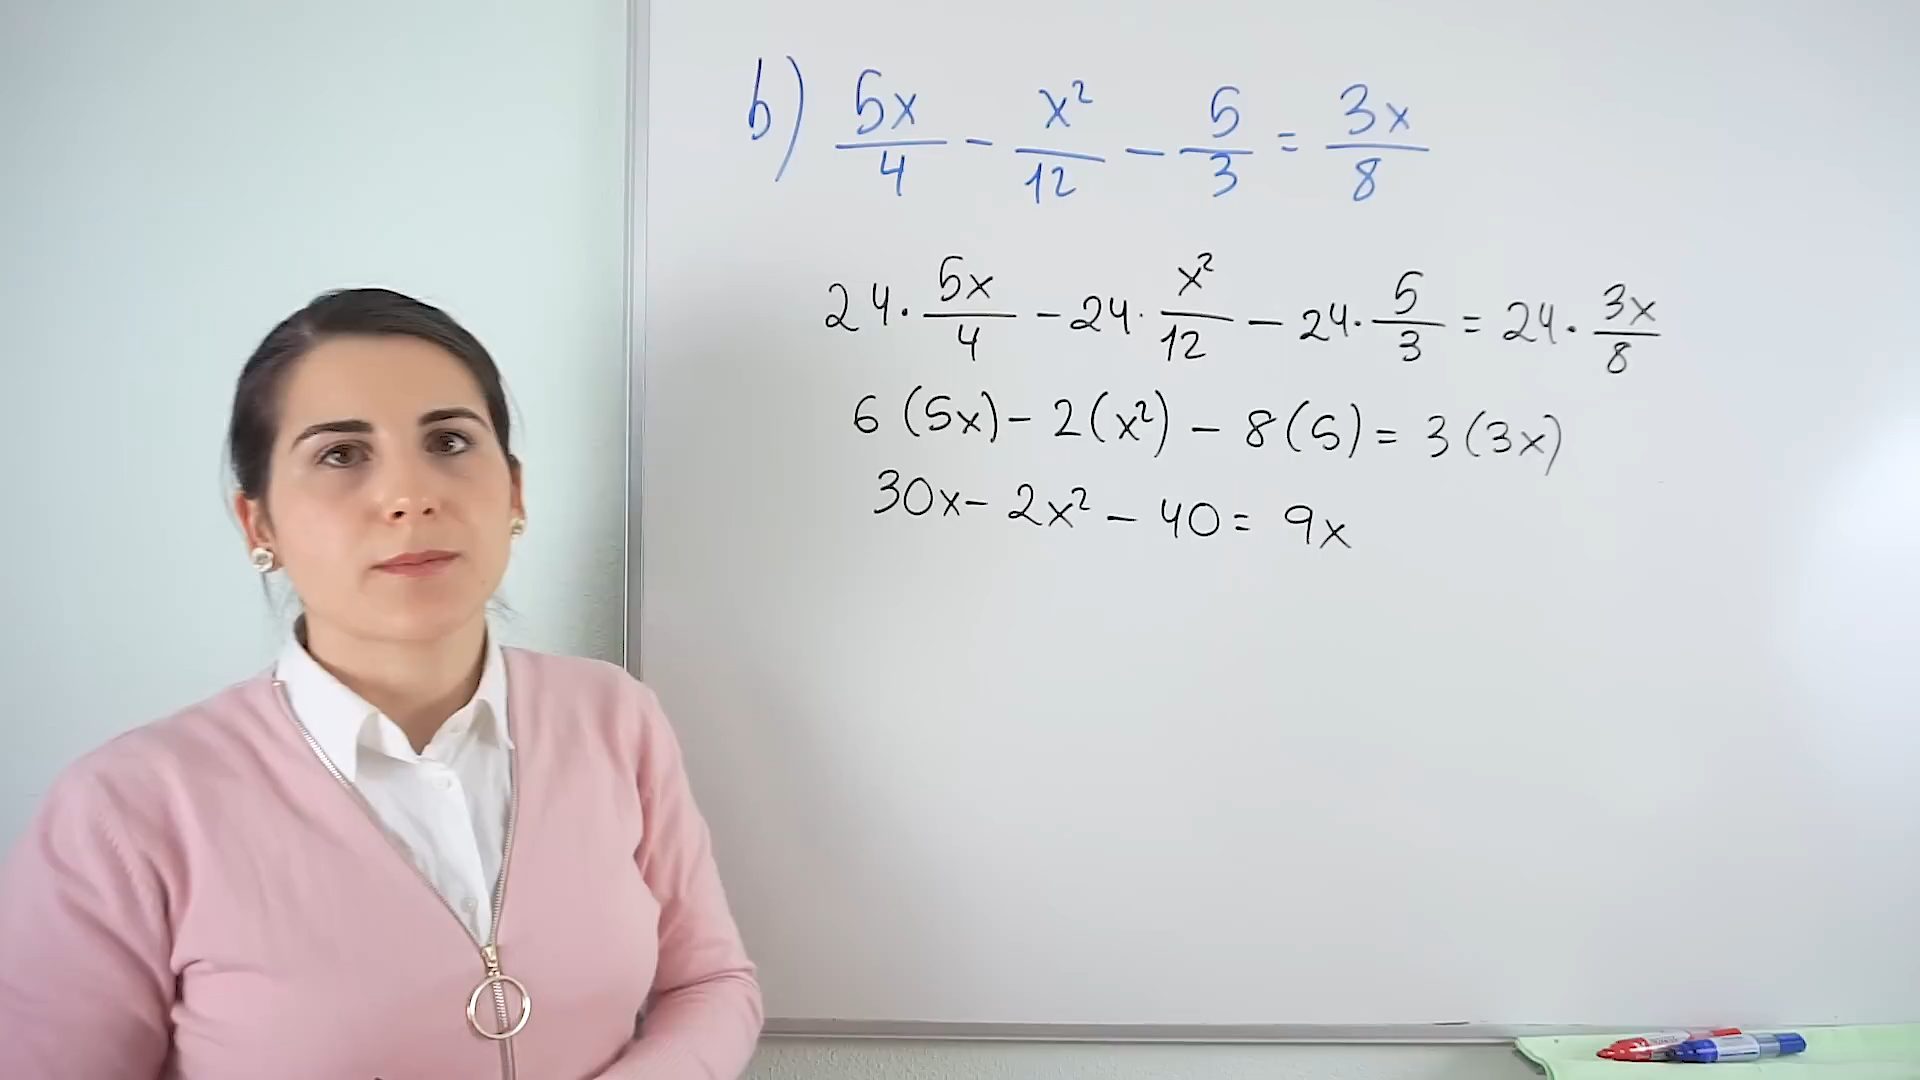 b) 5x/4 - x²/12 - 5/3 = 3x/8
24 · 5x/4 - 24 · x²/12 - 24 · 5/3 = 24 · 3x/8
6 (5x) - 2 (x²) - 8 (5) = 3 (3x)
30x - 2x² - 40 = 9x